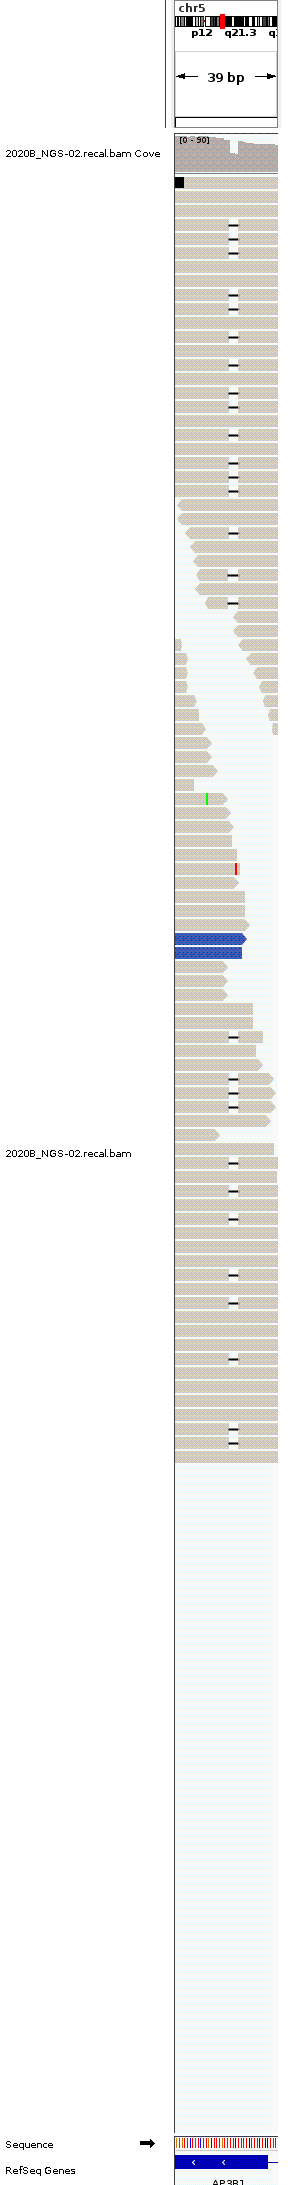 chr5
p12 q21.3 q
39 bp
[0 - 90]
2020B_NGS-02.recal.bam Cove
2020B_NGS-02.recal.bam
Sequence
RefSeq Genes
AP3B1